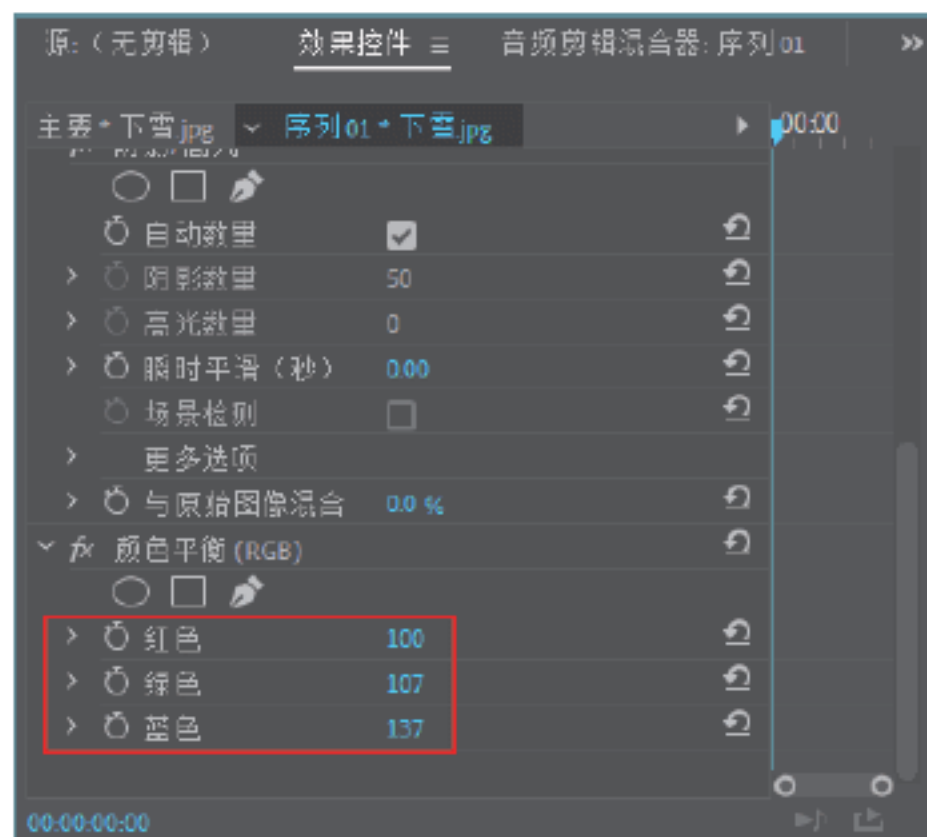 源:（无剪辑） 效果控件 ≡ 音频剪辑混合器: 序列 01 »
主要 * 下雪.jpg 序列 01 * 下雪.jpg 00:00
自动数量
阴影数量 50
高光数量 0
瞬时平滑（秒） 0.00
场景检测
更多选项
与原始图像混合 0.0 %
fx 颜色平衡 (RGB)
红色 100
绿色 107
蓝色 137
00:00:00:00